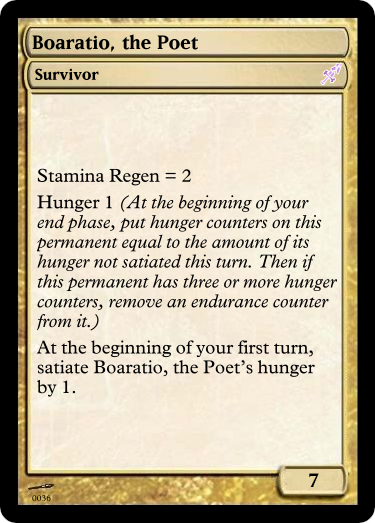 Boaratio, the Poet
Survivor
Stamina Regen = 2
Hunger 1 (At the beginning of your
end phase, put hunger counters on this
permanent equal to the amount of its
hunger not satiated this turn. Then if
this permanent has three or more hunger
counters, remove an endurance counter
from it.)
At the beginning of your first turn,
satiate Boaratio, the Poet's hunger
by 1.
7
0036